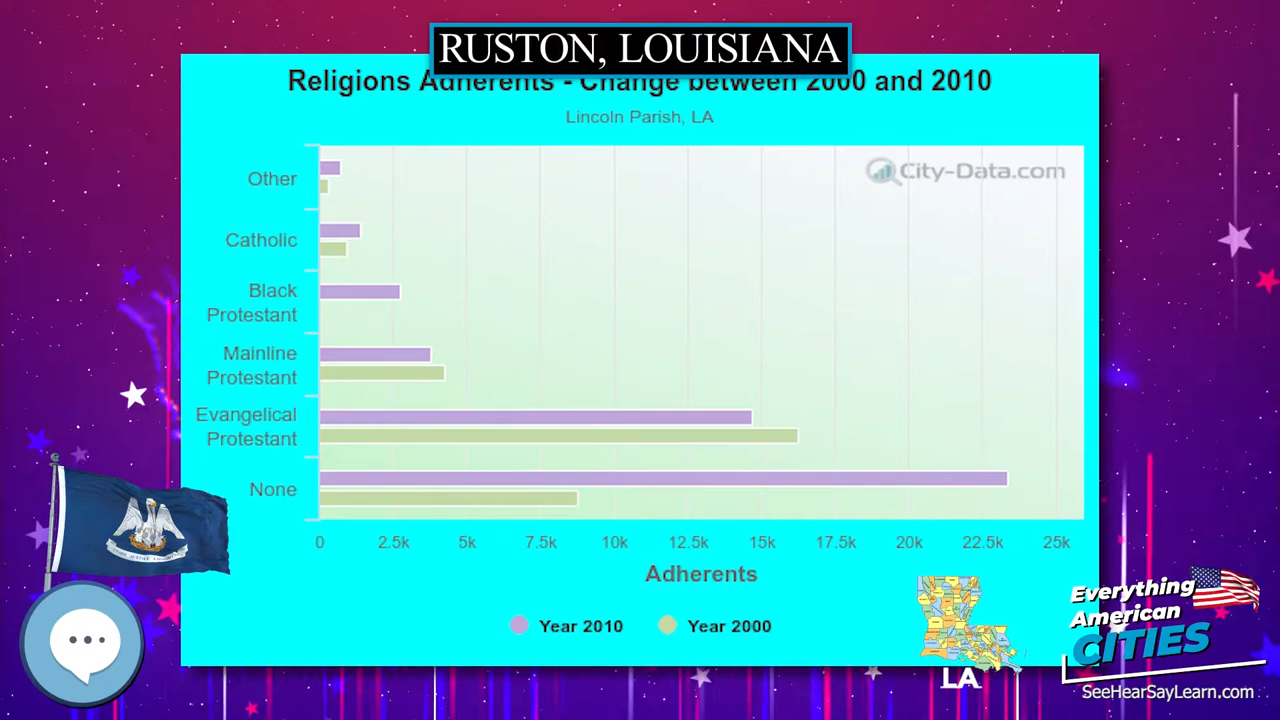 RUSTON, LOUISIANA
Religions Adherents - Change between 2000 and 2010
Lincoln Parish, LA
City-Data.com
Other
Catholic
Black
Protestant
Mainline
Protestant
Evangelical
Protestant
None
0 2.5k 5k 7.5k 10k 12.5k 15k 17.5k 20k 22.5k 25k
Adherents
Year 2010 Year 2000
LA
Everything
American
CITIES
SeeHearSayLearn.com